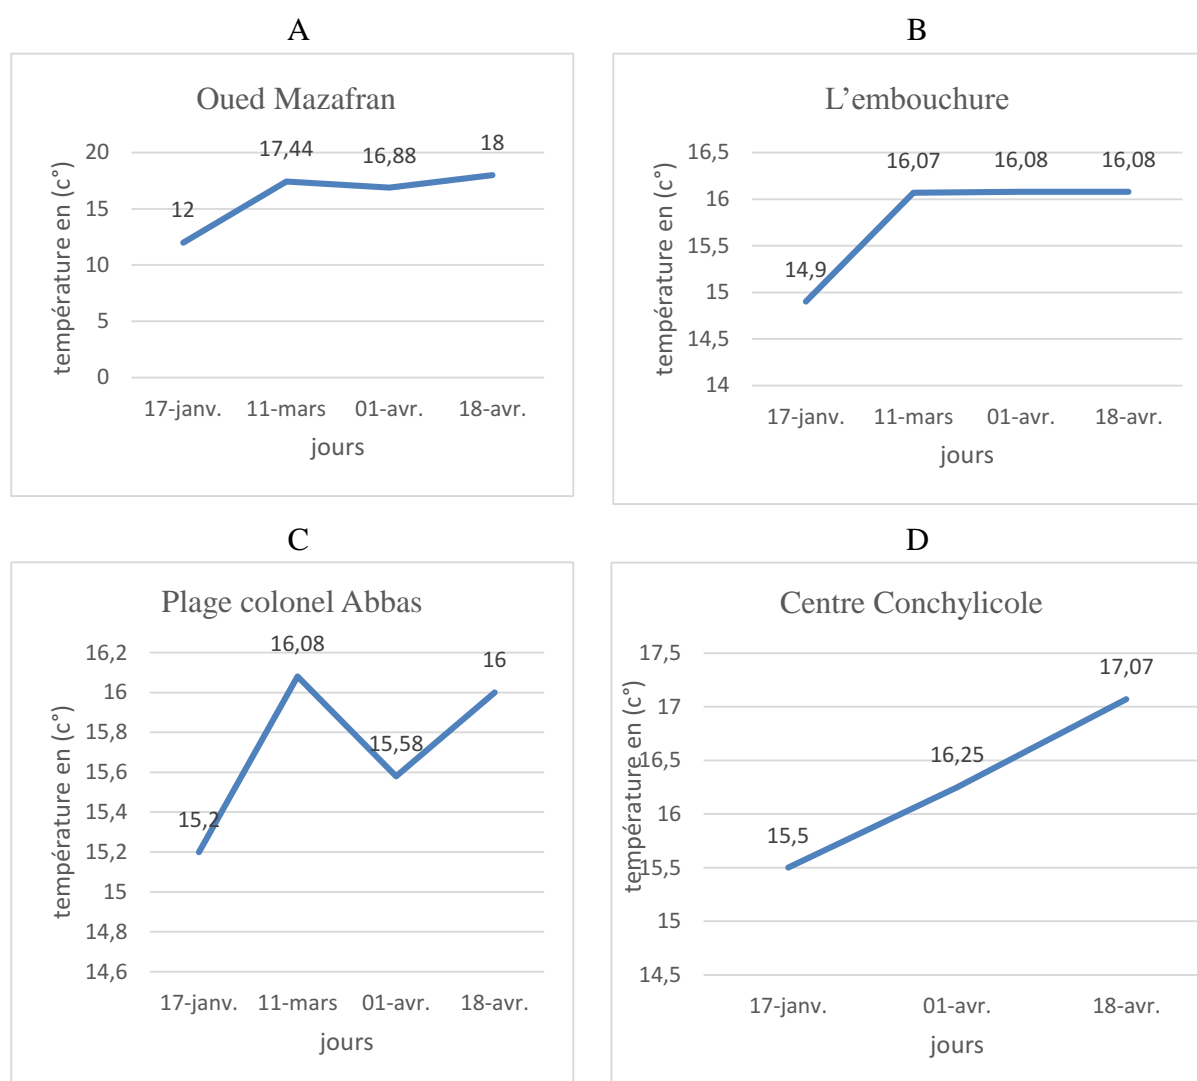 A
Oued Mazafran
température en (c°)
20
15
10
5
0
12
17,44
16,88
18
17-janv. 11-mars 01-avr. 18-avr.
jours
B
L’embouchure
température en (c°)
16,5
16
15,5
15
14,5
14
14,9
16,07
16,08
16,08
17-janv. 11-mars 01-avr. 18-avr.
jours
C
Plage colonel Abbas
température en (c°)
16,2
16
15,8
15,6
15,4
15,2
15
14,8
14,6
15,2
16,08
15,58
16
17-janv. 11-mars 01-avr. 18-avr.
jours
D
Centre Conchylicole
température en (c°)
17,5
17
16,5
16
15,5
15
14,5
15,5
16,25
17,07
17-janv. 01-avr. 18-avr.
jours